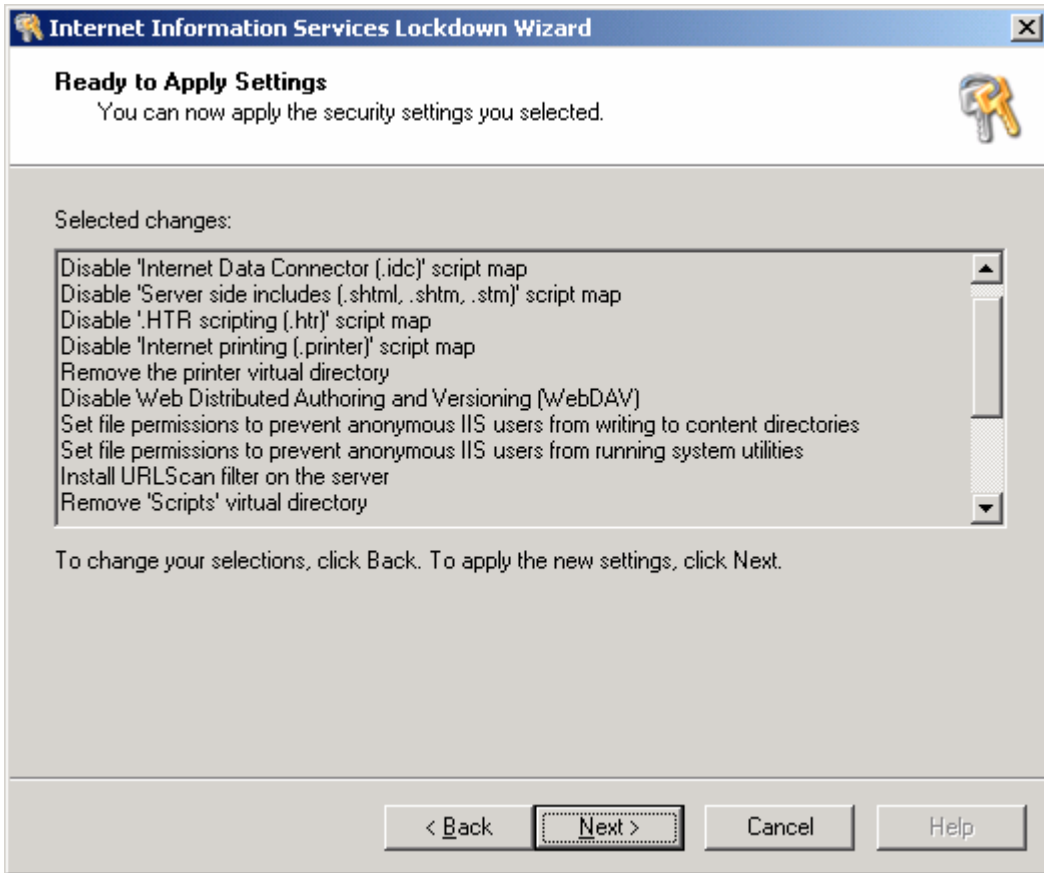 Internet Information Services Lockdown Wizard
Ready to Apply Settings
You can now apply the security settings you selected.
Selected changes:
Disable 'Internet Data Connector (.idc)' script map
Disable 'Server side includes (.shtml, .shtm, .stm)' script map
Disable '.HTR scripting (.htr)' script map
Disable 'Internet printing (.printer)' script map
Remove the printer virtual directory
Disable Web Distributed Authoring and Versioning (WebDAV)
Set file permissions to prevent anonymous IIS users from writing to content directories
Set file permissions to prevent anonymous IIS users from running system utilities
Install URLScan filter on the server
Remove 'Scripts' virtual directory
To change your selections, click Back. To apply the new settings, click Next.
< Back Next > Cancel Help